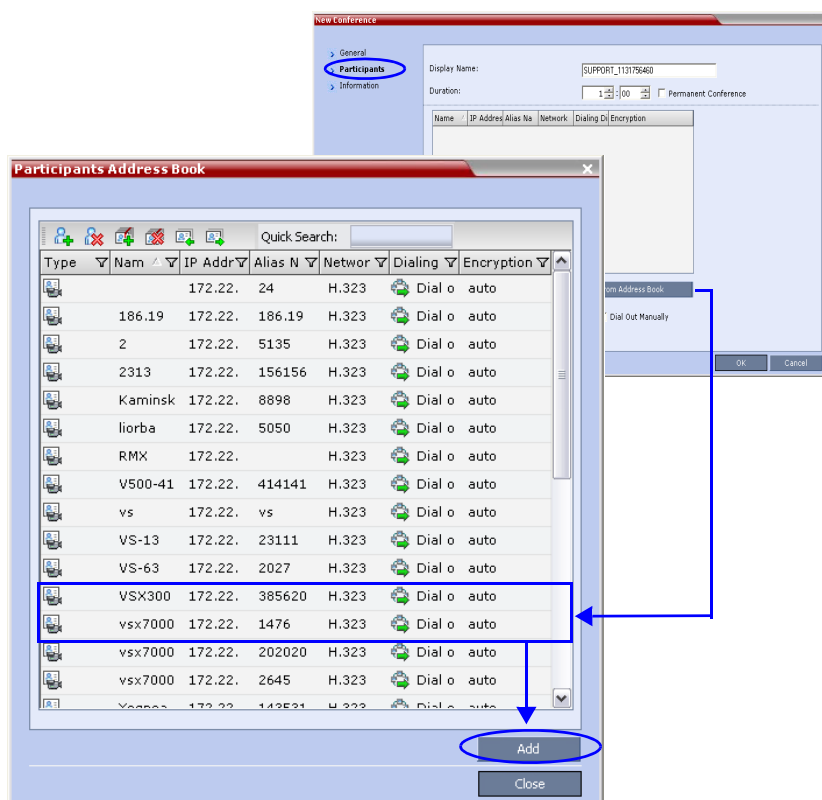 New Conference
General
Participants
Information
Display Name: SUPPORT_1131756460
Duration: 1 : 00 Permanent Conference
Name IP Addres Alias Na Network Dialing Di Encryption
rom Address Book
Dial Out Manually
OK Cancel
Participants Address Book
Quick Search:
Type Nam IP Addr Alias N Networ Dialing Encryption
172.22. 24 H.323 Dial o auto
186.19 172.22. 186.19 H.323 Dial o auto
2 172.22. 5135 H.323 Dial o auto
2313 172.22. 156156 H.323 Dial o auto
Kaminsk 172.22. 8898 H.323 Dial o auto
liorba 172.22. 5050 H.323 Dial o auto
RMX 172.22. H.323 Dial o auto
V500-41 172.22. 414141 H.323 Dial o auto
vs 172.22. vs H.323 Dial o auto
VS-13 172.22. 23111 H.323 Dial o auto
VS-63 172.22. 2027 H.323 Dial o auto
VSX300 172.22. 385620 H.323 Dial o auto
vsx7000 172.22. 1476 H.323 Dial o auto
vsx7000 172.22. 202020 H.323 Dial o auto
vsx7000 172.22. 2645 H.323 Dial o auto
172.22. 143531 H.323 Dial o auto
Add
Close